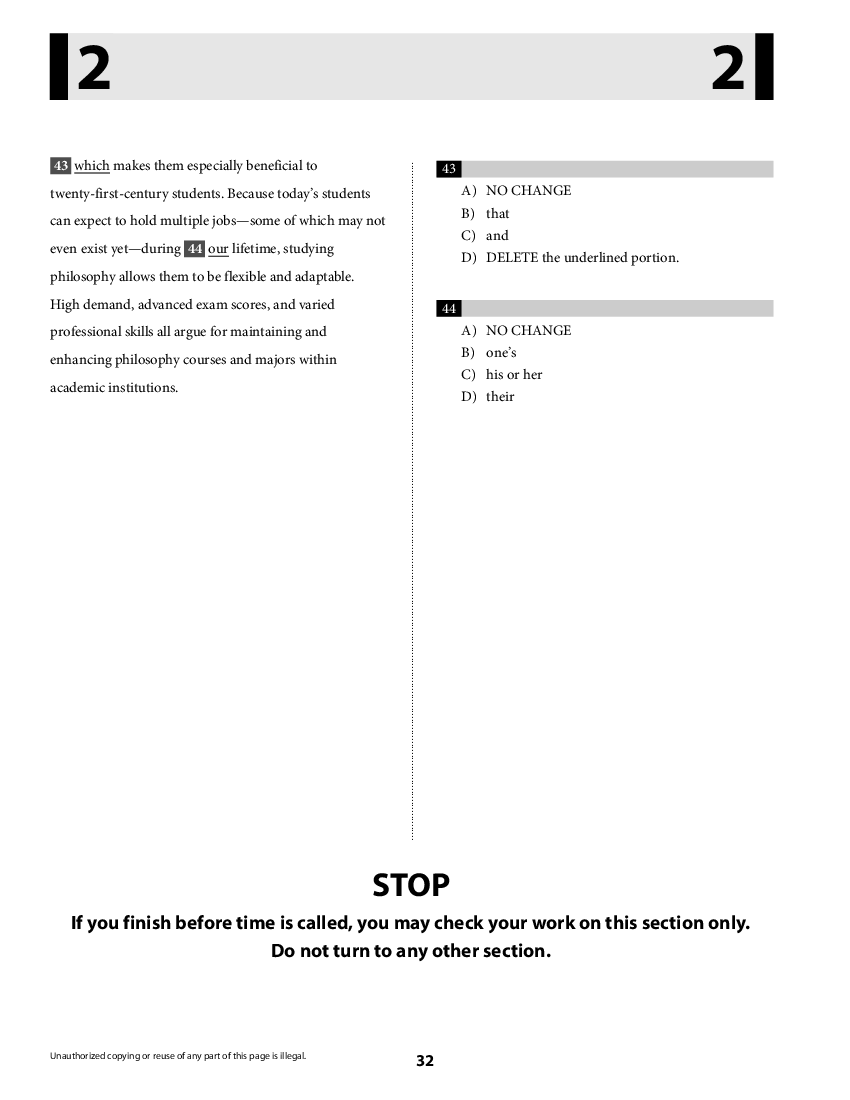 2 2
43 which makes them especially beneficial to
twenty-first-century students. Because today’s students
can expect to hold multiple jobs—some of which may not
even exist yet—during 44 our lifetime, studying
philosophy allows them to be flexible and adaptable.
High demand, advanced exam scores, and varied
professional skills all argue for maintaining and
enhancing philosophy courses and majors within
academic institutions.
43
A) NO CHANGE
B) that
C) and
D) DELETE the underlined portion.
44
A) NO CHANGE
B) one’s
C) his or her
D) their
STOP
If you finish before time is called, you may check your work on this section only.
Do not turn to any other section.
Unauthorized copying or reuse of any part of this page is illegal.
32